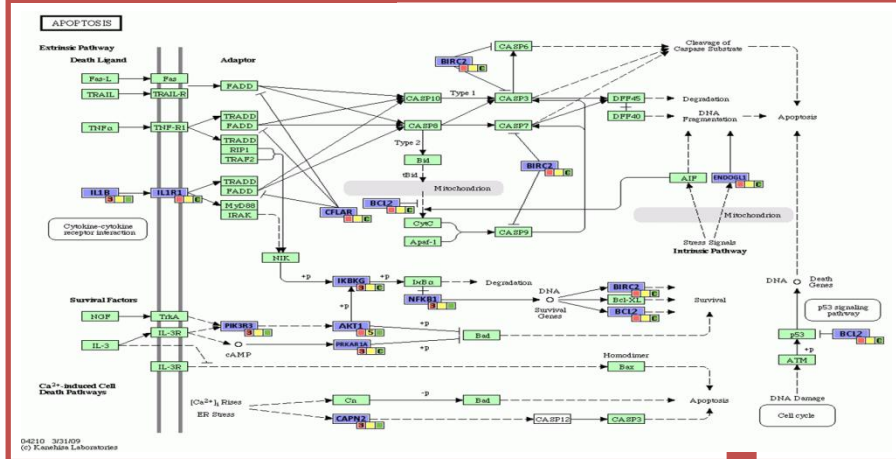 APOPTOSIS
Extrinsic Pathway
Death Ligand
Adaptor
Fas-L
Fas
FADD
TRAIL
TRAIL-R
TNFα
TNF-R1
TRADD
FADD
TRADD
RIP1
TRAF2
IL1B
IL1R1
TRADD
FADD
MyD88
IRAK
Cytokine-cytokine
receptor interaction
CFLAR
BCL2
NIK
BIRC2
CASP6
CASP10
Type 1
CASP3
CASP8
CASP7
Type 2
Bid
tBid
Mitochondrion
CytC
Apaf-1
CASP9
BIRC2
DFF45
DFF40
Degradation
DNA
Fragmentation
Cleavage of
Caspase Substrate
Apoptosis
AIF
ENDOGL1
Mitochondrion
Stress Signals
Intrinsic Pathway
+p
IKBKG
+p
IκBα
Degradation
NFKB1
DNA
Survival
Genes
BIRC2
Bcl-XL
BCL2
Survival
DNA
Death
Genes
p53 signaling
pathway
p53
BCL2
+p
ATM
DNA Damage
Cell cycle
Survival Factors
NGF
TrkA
IL-3
IL-3R
PIK3R3
+p
AKT1
+p
cAMP
PRKAR1A
+p
Bad
IL-3R
Homodimer
Bax
Ca²⁺-induced Cell
Death Pathways
[Ca²⁺]i Rises
ER Stress
Cn
-p
Bad
Apoptosis
CAPN2
CASP12
CASP3
04210 3/31/09
(c) Kanehisa Laboratories